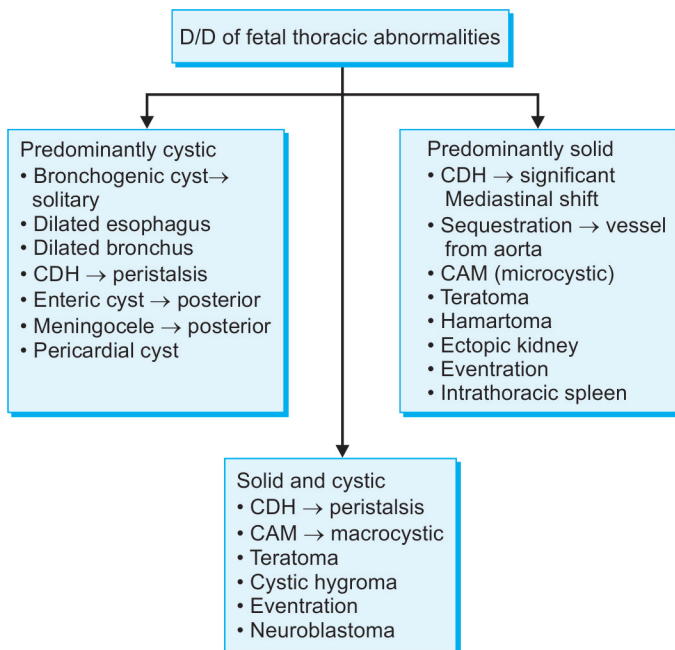 D/D of fetal thoracic abnormalities
Predominantly cystic
• Bronchogenic cyst→
solitary
• Dilated esophagus
• Dilated bronchus
• CDH → peristalsis
• Enteric cyst → posterior
• Meningocele → posterior
• Pericardial cyst
Predominantly solid
• CDH → significant
Mediastinal shift
• Sequestration → vessel
from aorta
• CAM (microcystic)
• Teratoma
• Hamartoma
• Ectopic kidney
• Eventration
• Intrathoracic spleen
Solid and cystic
• CDH → peristalsis
• CAM → macrocystic
• Teratoma
• Cystic hygroma
• Eventration
• Neuroblastoma